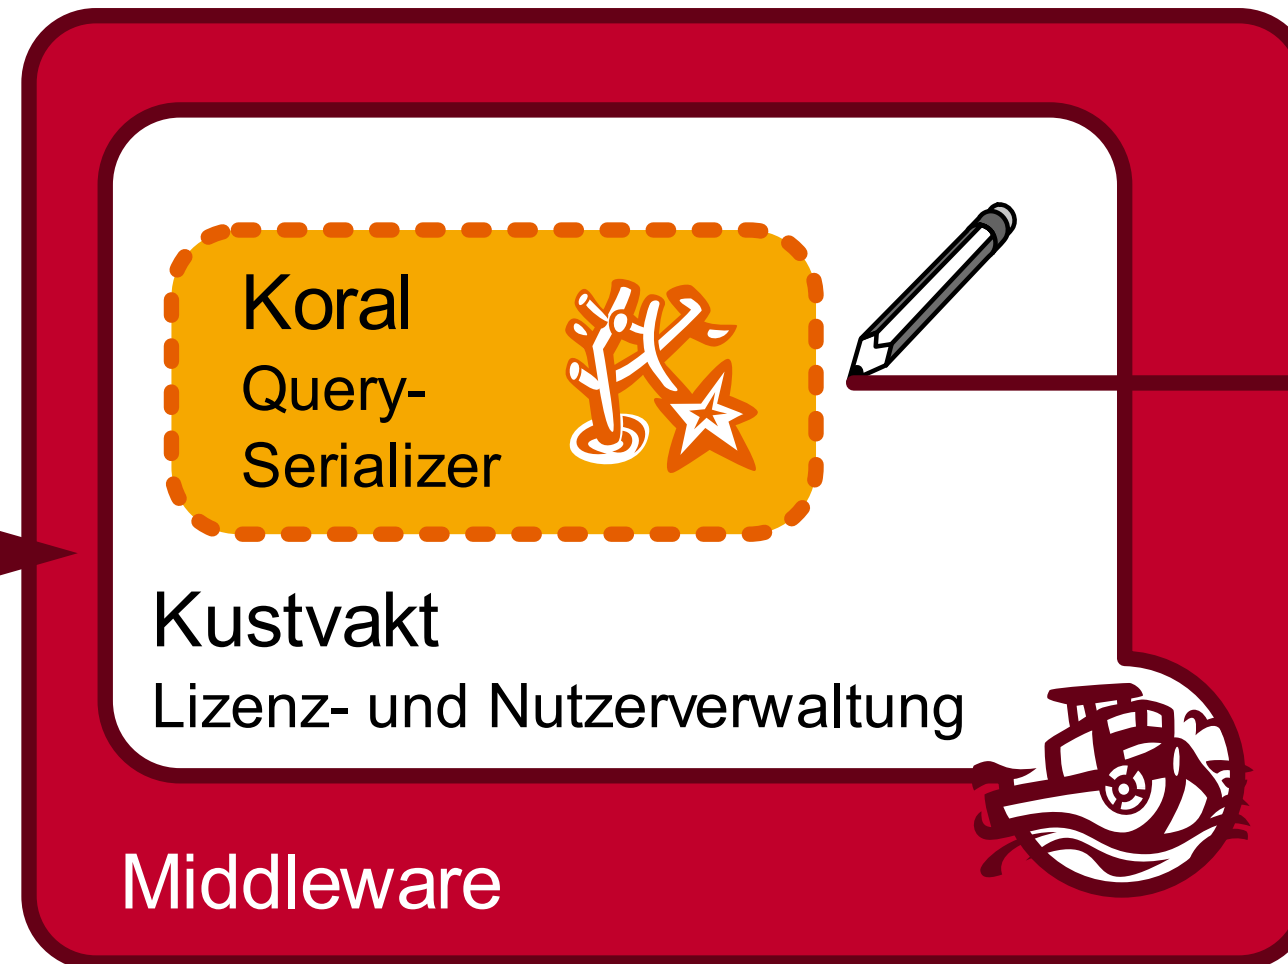 Koral
Query-
Serializer
Kustvakt
Lizenz- und Nutzerverwaltung
Middleware